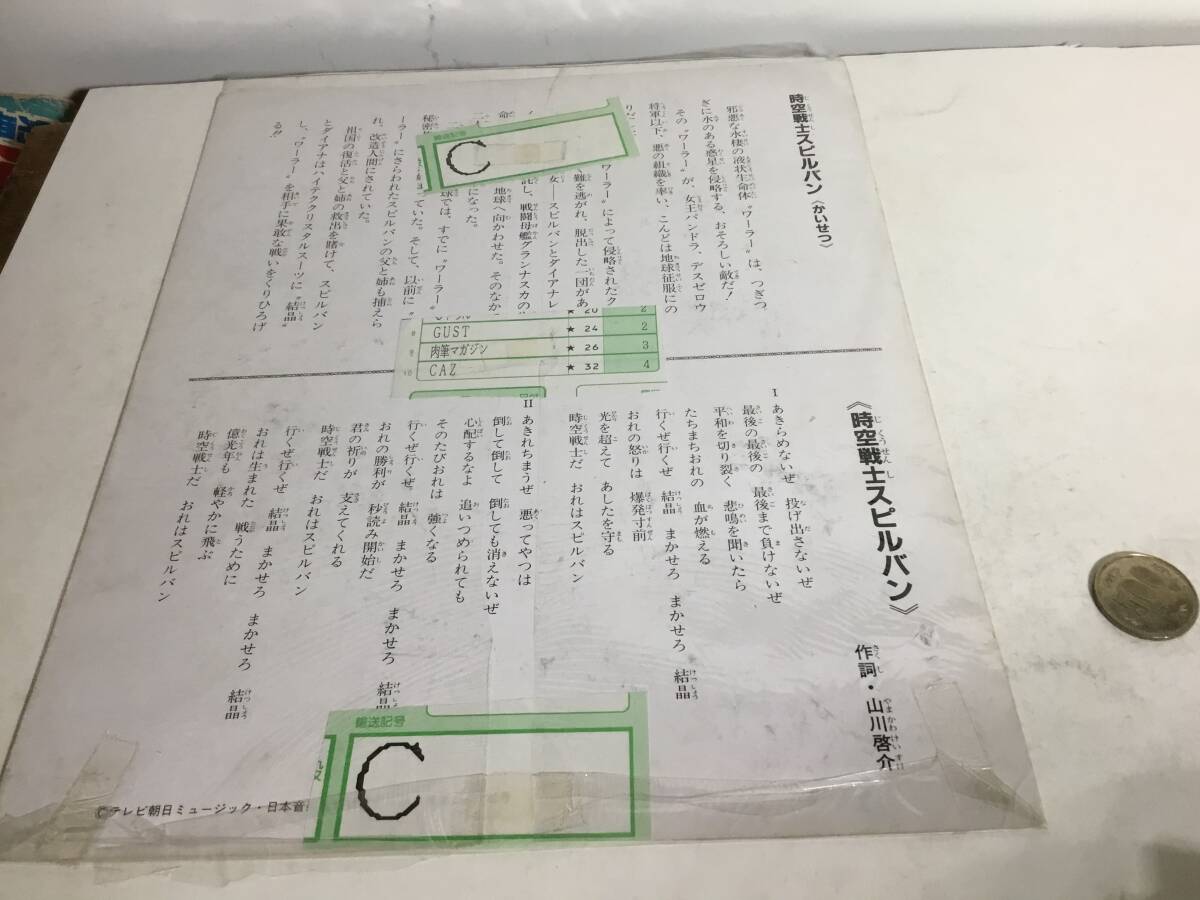 時空戦士スピルバン〈かいせつ〉
邪悪な水棲の液状生命体〝ワーラー〟は、つぎつ
ぎに水のある惑星を侵略する、おそろしい敵だ！
その〝ワーラー〟が、女王パンドラ、デスゼロウ
将軍以下、悪の組織を率い、こんどは地球征服にの
ワーラー〟によって侵略されたク
難を逃がれ、脱出した一団があ
女――スピルバンとダイアナに
託し、戦闘母艦グランナスカの
命
地球へ向かわせた。そのなか
になった。
秘密
球では、すでに〝ワーラー〟
っていた。そして、以前に〝
ーラー〟にさらわれたスピルバンの父と姉も捕えら
れ、改造人間にされていた。
祖国の復活と父と姉の救出を賭けて、スピルバン
とダイアナはハイテククリスタルスーツに〝結晶〟
し、〝ワーラー〟を相手に果敢な戦いをくりひろげ
る!!
輸送記号
C
★ 20 2
8 GUST ★ 24 2
9 肉筆マガジン ★ 26 3
10 CAZ ★ 32 4
《時空戦士スピルバン》
作詞・山川啓介
I
あきらめないぜ 投げ出さないぜ
最後の最後の 最後まで負けないぜ
平和を切り裂く 悲鳴を聞いたら
たちまちおれの 血が燃える
行くぜ行くぜ 結晶 まかせろ まかせろ 結晶
おれの怒りは 爆発寸前
光を超えて あしたを守る
時空戦士だ おれはスピルバン
II
あきれちまうぜ 悪ってやつは
倒して倒して 倒しても消えないぜ
心配するなよ 追いつめられても
そのたびおれは 強くなる
行くぜ行くぜ 結晶 まかせろ まかせろ 結晶
おれの勝利が 秒読み開始だ
君の祈りが 支えてくれる
時空戦士だ おれはスピルバン
行くぜ行くぜ 結晶 まかせろ まかせろ 結晶
おれは生まれた 戦うために
億光年も 軽やかに飛ぶ
時空戦士だ おれはスピルバン
輸送記号
C
©テレビ朝日ミュージック・日本音